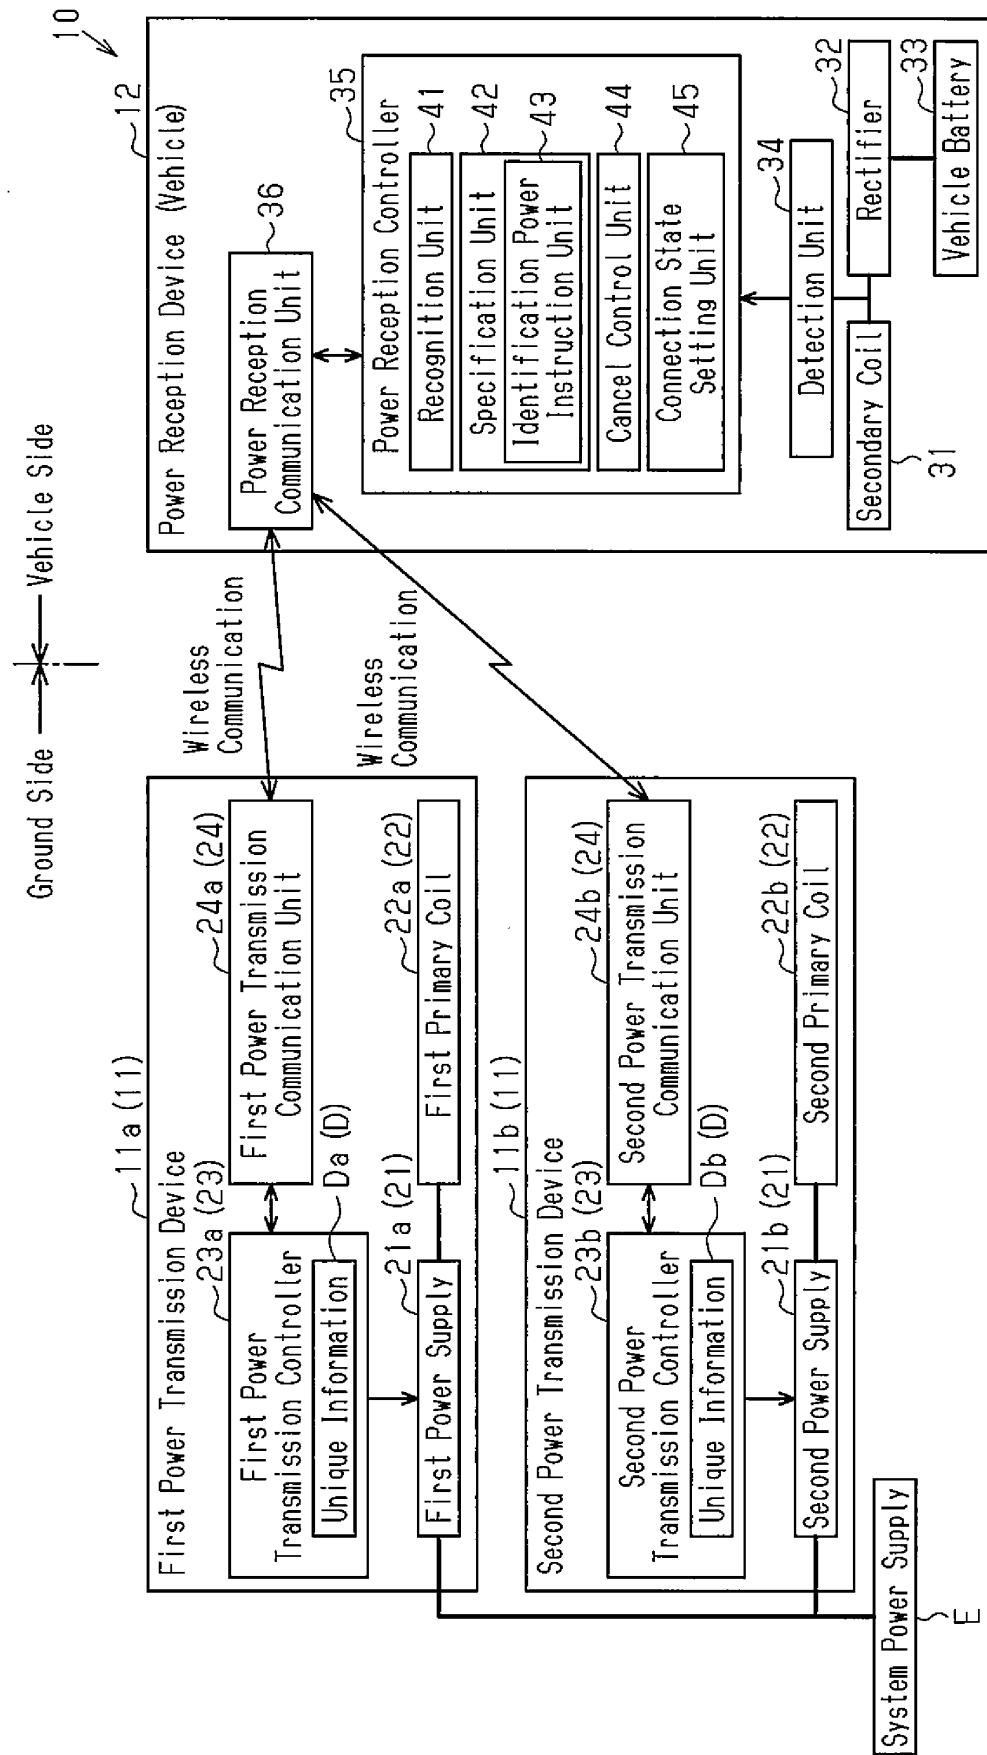 Ground Side
Vehicle Side
10
11a (11)
First Power Transmission Device
23a (23)
First Power
Transmission Controller
Unique Information
Da (D)
24a (24)
First Power Transmission
Communication Unit
21a (21)
First Power Supply
22a (22)
First Primary Coil
11b (11)
Second Power Transmission Device
23b (23)
Second Power
Transmission Controller
Unique Information
Db (D)
24b (24)
Second Power Transmission
Communication Unit
21b (21)
Second Power Supply
22b (22)
Second Primary Coil
System Power Supply
E
Wireless
Communication
Wireless
Communication
12
Power Reception Device (Vehicle)
Power Reception
Communication Unit
36
35
Power Reception Controller
Recognition Unit
41
Specification Unit
42
Identification Power
Instruction Unit
43
Cancel Control Unit
44
Connection State
Setting Unit
45
Detection Unit
34
Secondary Coil
31
Rectifier
32
Vehicle Battery
33